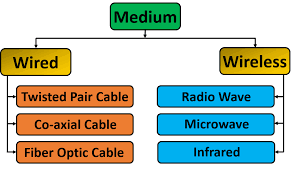 Medium
Wired
Wireless
Twisted Pair Cable
Radio Wave
Co-axial Cable
Microwave
Fiber Optic Cable
Infrared